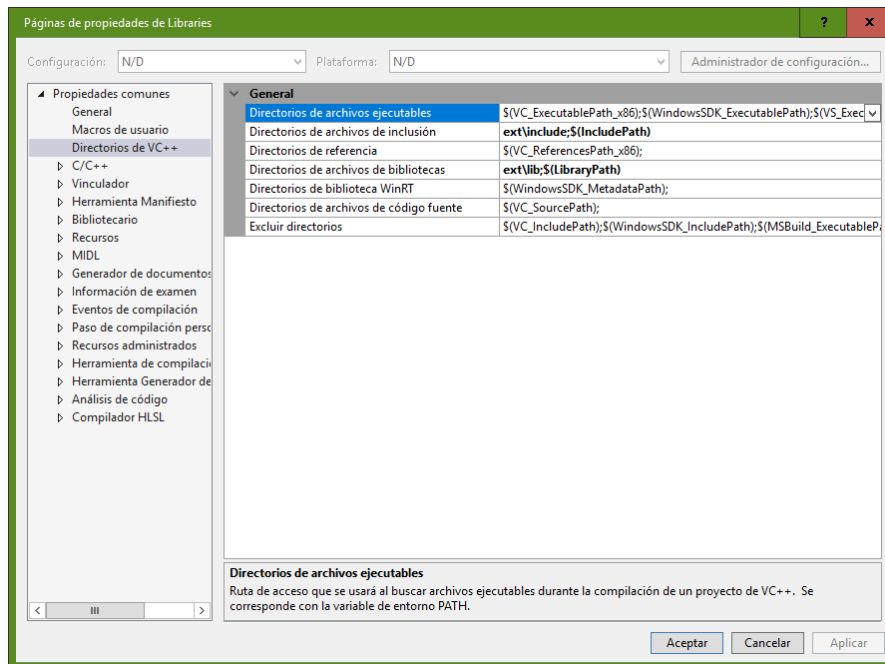 Páginas de propiedades de Libraries
? x
Configuración: N/D Plataforma: N/D Administrador de configuración...
Propiedades comunes
General
Macros de usuario
Directorios de VC++
C/C++
Vinculador
Herramienta Manifiesto
Bibliotecario
Recursos
MIDL
Generador de documentos
Información de examen
Eventos de compilación
Paso de compilación perso
Recursos administrados
Herramienta de compilació
Herramienta Generador de
Análisis de código
Compilador HLSL
General
Directorios de archivos ejecutables $(VC_ExecutablePath_x86);$(WindowsSDK_ExecutablePath);$(VS_Exec
Directorios de archivos de inclusión ext\include;$(IncludePath)
Directorios de referencia $(VC_ReferencesPath_x86);
Directorios de archivos de bibliotecas ext\lib;$(LibraryPath)
Directorios de biblioteca WinRT $(WindowsSDK_MetadataPath);
Directorios de archivos de código fuente $(VC_SourcePath);
Excluir directorios $(VC_IncludePath);$(WindowsSDK_IncludePath);$(MSBuild_ExecutablePa
Directorios de archivos ejecutables
Ruta de acceso que se usará al buscar archivos ejecutables durante la compilación de un proyecto de VC++. Se
corresponde con la variable de entorno PATH.
Aceptar Cancelar Aplicar